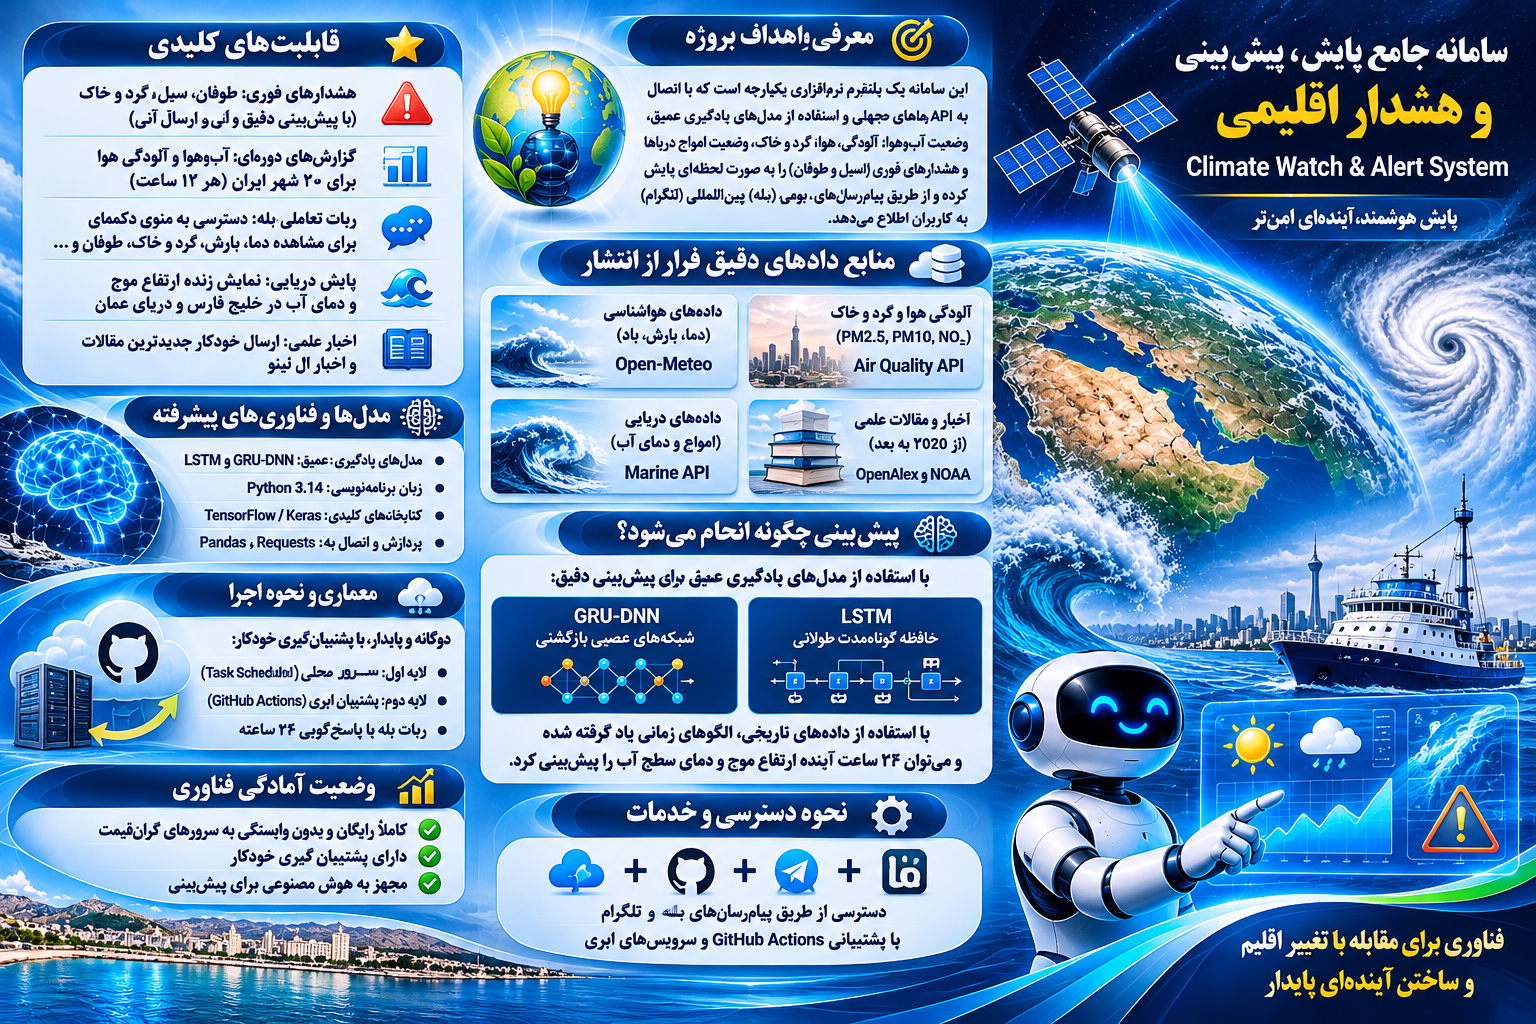 سامانه جامع پایش، پیش‌بینی
و هشدار اقلیمی
Climate Watch & Alert System
پایش هوشمند، آینده‌ای امن‌تر
فناوری برای مقابله با تغییر اقلیم
و ساختن آینده‌ای پایدار
معرفی اهداف پروژه
این سامانه یک پلتفرم نرم‌افزاری یکپارچه است که با اتصال
به API های جهانی و استفاده از مدل‌های یادگیری عمیق،
وضعیت آب‌وهوا: آلودگی، هوا: گرد و خاک، وضعیت امواج دریاها
و هشدارهای فوری (اسیل و طوفان) را به صورت لحظه‌ای پایش
کرده و از طریق پیام‌رسان‌های، بومی (بله) پین‌المللی (تلگرام)
به کاربران اطلاع می‌دهد.
منابع دادهای دقیق فرار از انتشار
آلودگی هوا و گرد و خاک
(PM2.5, PM10, NO₂)
Air Quality API
داده‌های هواشناسی
(دما، بارش، باد)
Open-Meteo
اخبار و مقالات علمی
(از ۲۰۲۰ به بعد)
OpenAlex و NOAA
داده‌های دریایی
(امواج و دمای آب)
Marine API
پیش‌بینی چگونه انجام می‌شود؟
با استفاده از مدل‌های یادگیری عمیق برای پیش‌بینی دقیق:
LSTM
حافظه کوتاه‌مدت طولانی
GRU-DNN
شبکه‌های عصبی بازگشتی
با استفاده از داده‌های تاریخی، الگوهای زمانی یاد گرفته شده
و می‌توان ۲۴ ساعت آینده ارتفاع موج و دمای سطح آب را پیش‌بینی کرد.
نحوه دسترسی و خدمات
+ + +
دسترسی از طریق پیام‌رسان‌های بله و تلگرام
با پشتیبانی GitHub Actions و سرویس‌های ابری
قابلیت‌های کلیدی
هشدارهای فوری: طوفان، سیل، گرد و خاک
(با پیش‌بینی دقیق و آنی و ارسال آنی)
گزارش‌های دوره‌ای: آب‌وهوا و آلودگی هوا
برای ۲۰ شهر ایران (هر ۱۲ ساعت)
ربات تعاملی بله: دسترسی به منوی دکمه‌ای
برای مشاهده دما، بارش، گرد و خاک، طوفان و ...
پایش دریایی: نمایش زنده ارتفاع موج
و دمای آب در خلیج فارس و دریای عمان
اخبار علمی: ارسال خودکار جدیدترین مقالات
و اخبار ال نینو
مدل‌ها و فناوری‌های پیشرفته
مدل‌های یادگیری عمیق: GRU-DNN و LSTM
زبان برنامه‌نویسی: Python 3.14
کتابخانه‌های کلیدی: TensorFlow / Keras
پردازش و اتصال به: Requests و Pandas
معماری و نحوه اجرا
دوگانه و پایدار، با پشتیبان‌گیری خودکار:
لایه اول: سرور محلی (Task Scheduled)
لایه دوم: پشتیبان ابری (GitHub Actions)
ربات بله با پاسخ‌گویی ۲۴ ساعته
وضعیت آمادگی فناوری
کاملاً رایگان و بدون وابستگی به سرورهای گران‌قیمت
دارای پشتیبان گیری خودکار
مجهز به هوش مصنوعی برای پیش‌بینی